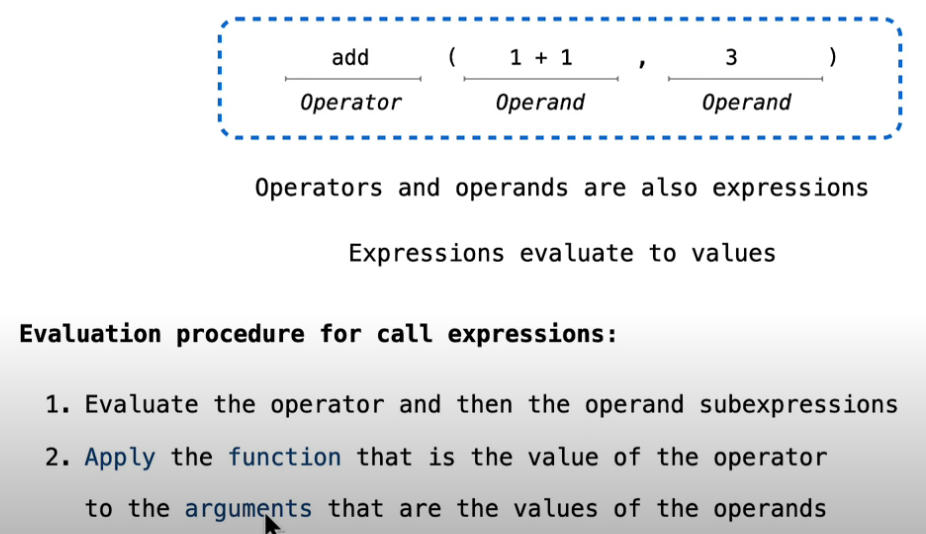 add ( 1 + 1 , 3 )
Operator Operand Operand
Operators and operands are also expressions
Expressions evaluate to values
Evaluation procedure for call expressions:
1. Evaluate the operator and then the operand subexpressions
2. Apply the function that is the value of the operator
to the arguments that are the values of the operands